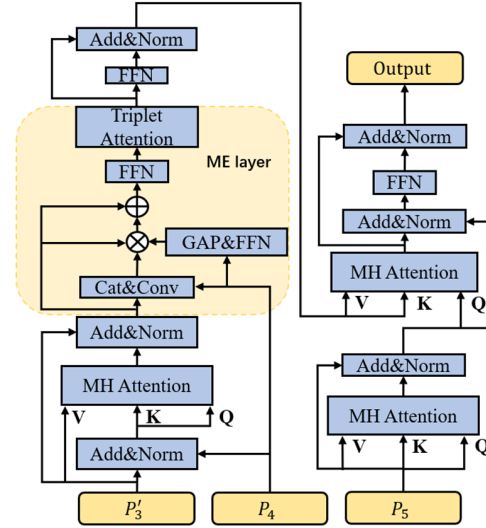 Add&Norm
FFN
Triplet
Attention
ME layer
FFN
GAP&FFN
Cat&Conv
Add&Norm
MH Attention
V K Q
Add&Norm
P₃′
P₄
Output
Add&Norm
FFN
Add&Norm
MH Attention
V K Q
Add&Norm
MH Attention
V K Q
P₅